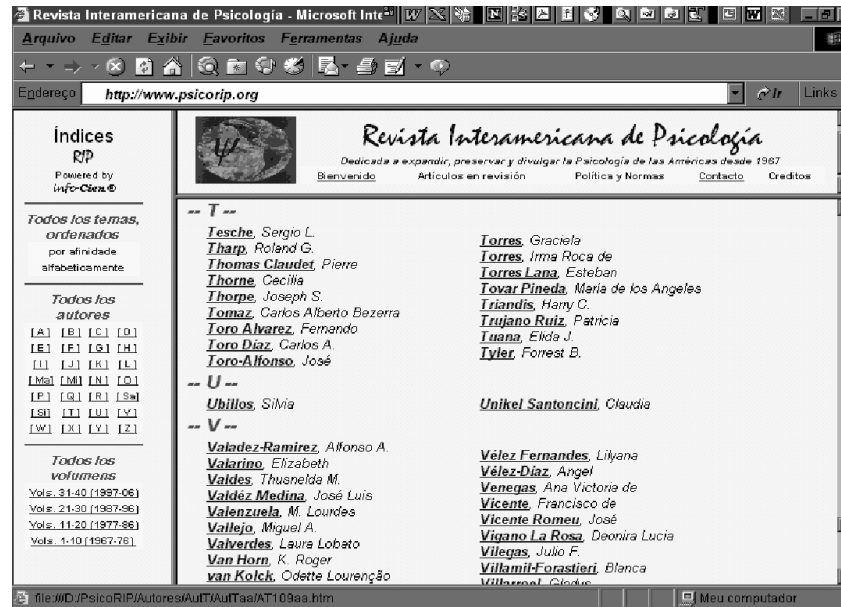 Revista Interamericana de Psicología - Microsoft Inte
Arquivo Editar Exibir Favoritos Ferramentas Ajuda
Endereço http://www.psicorip.org Ir Links
Índices
RIP
Powered by
info-Cien®
Todos los temas,
ordenados
por afinidade
alfabeticamente
Todos los
autores
[A] [B] [C] [D]
[E] [F] [G] [H]
[I] [J] [K] [L]
[Ma] [Mi] [N] [O]
[P] [Q] [R] [Sa]
[Si] [T] [U] [V]
[W] [X] [Y] [Z]
Todos los
volumens
Vols. 31-40 (1997-06)
Vols. 21-30 (1987-96)
Vols. 11-20 (1977-86)
Vols. 1-10 (1967-76)
Revista Interamericana de Psicología
Dedicada a expandir, preservar y divulgar la Psicología de las Américas desde 1967
Bienvenido Artículos en revisión Política y Normas Contacto Creditos
-- T --
Tesche, Sergio L.
Tharp, Roland G.
Thomas Claudet, Pierre
Thorne, Cecilia
Thorpe, Joseph S.
Tomaz, Carlos Alberto Bezerra
Toro Alvarez, Fernando
Toro Diaz, Carlos A.
Toro-Alfonso, José
Torres, Graciela
Torres, Irma Roca de
Torres Lana, Esteban
Tovar Pineda, Maria de los Angeles
Triandis, Harry C.
Trujano Ruiz, Patricia
Tuana, Elida J.
Tyler, Forrest B.
-- U --
Ubillos, Silvia
Unikel Santoncini, Claudia
-- V --
Valadez-Ramirez, Alfonso A.
Valarino, Elizabeth
Valdes, Thusnelda M.
Valdéz Medina, José Luis
Valenzuela, M. Lourdes
Vallejo, Miguel A.
Valverdes, Laura Lobato
Van Horn, K. Roger
van Kolck, Odette Lourenção
Vélez Fernandes, Lilyana
Vélez-Díaz, Angel
Venegas, Ana Victoria de
Vicente, Francisco de
Vicente Romeu, José
Vigano La Rosa, Deonira Lucia
Vilegas, Julio F.
Villamil-Forastieri, Blanca
Villarreal, Gladys
file:///D:/PsicoRIP/Autores/AutT/AutTaa/AT109aa.htm Meu computador